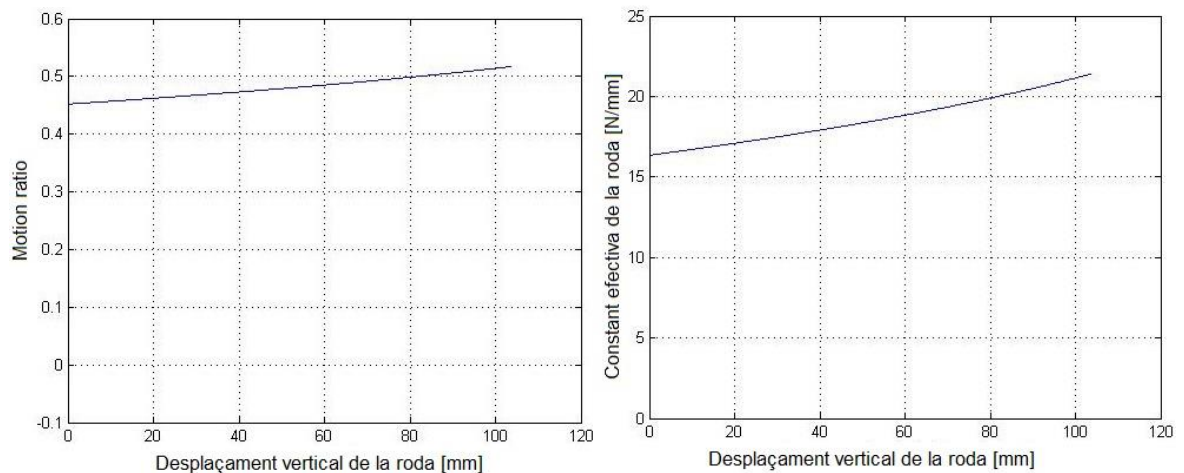 0.6
0.5
0.4
0.3
0.2
0.1
0
-0.1
Motion ratio
0 20 40 60 80 100 120
Desplaçament vertical de la roda [mm]
25
20
15
10
5
0
Constant efectiva de la roda [N/mm]
0 20 40 60 80 100 120
Desplaçament vertical de la roda [mm]